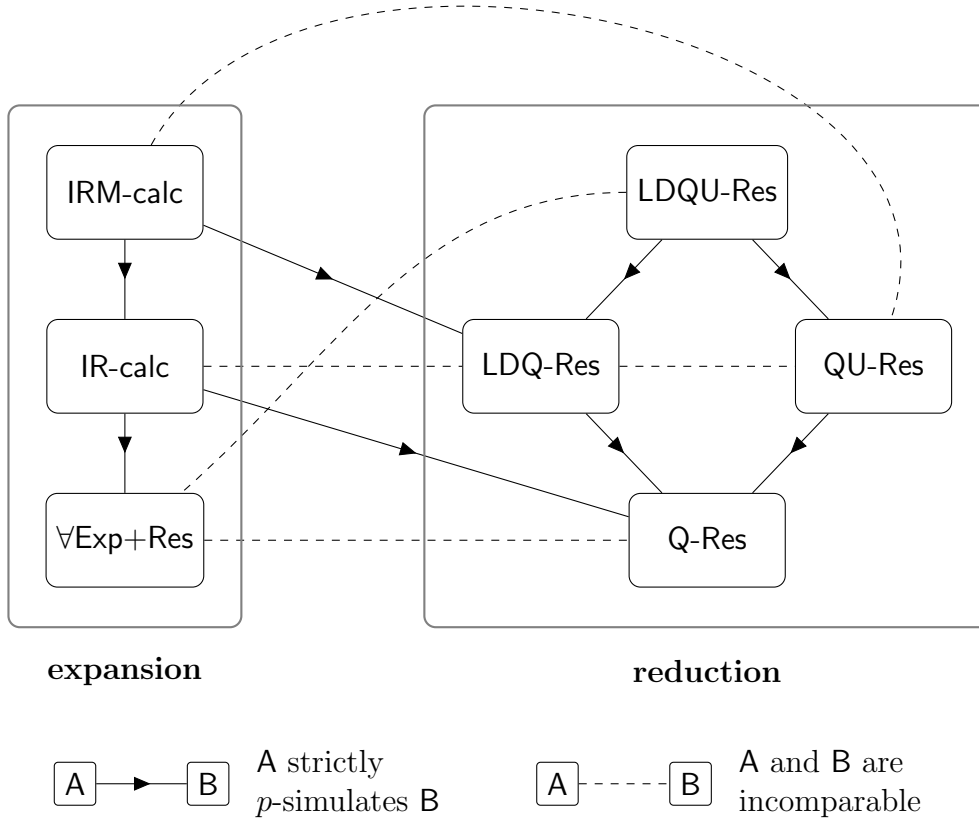 IRM-calc
LDQU-Res
IR-calc
LDQ-Res
QU-Res
∀Exp+Res
Q-Res
expansion
reduction
A
B
A strictly
p-simulates B
A
B
A and B are
incomparable